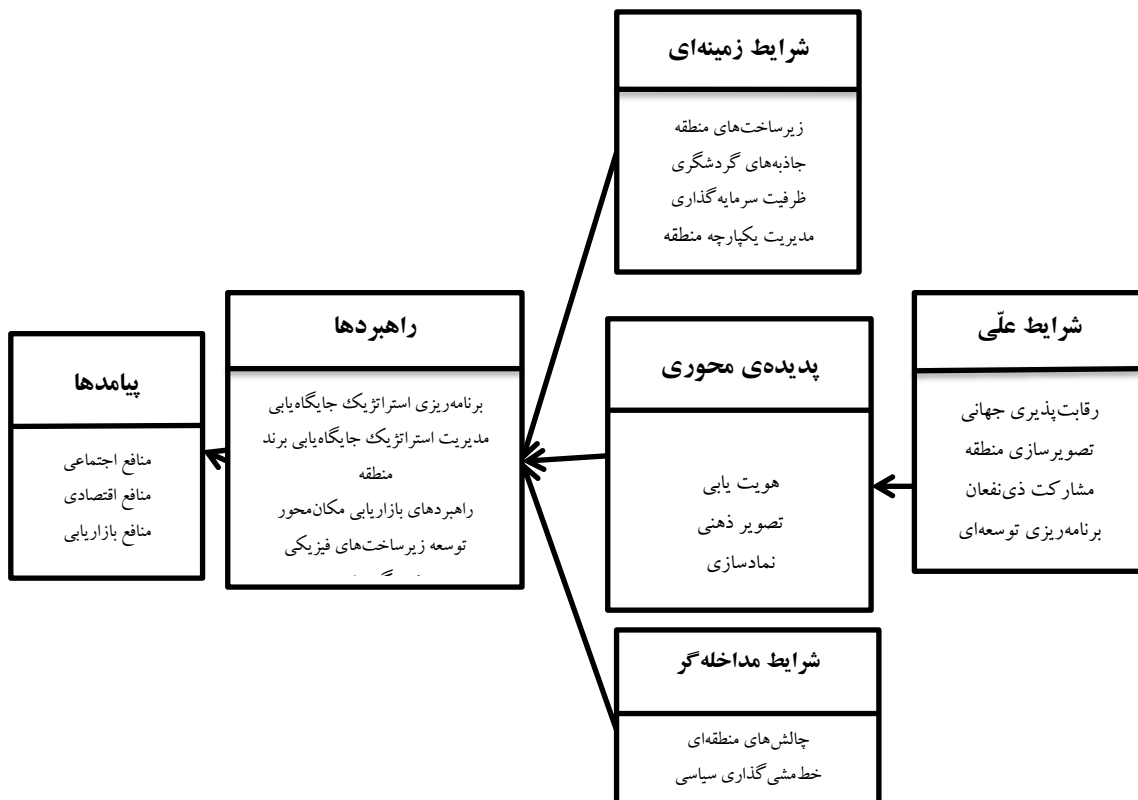 شرایط زمینه‌ای
زیرساخت‌های منطقه
جاذبه‌های گردشگری
ظرفیت سرمایه گذاری
مدیریت یکپارچه منطقه
شرایط علّی
رقابت‌پذیری جهانی
تصویرسازی منطقه
مشارکت ذی‌نفعان
برنامه‌ریزی توسعه‌ای
پدیده‌ی محوری
هویت یابی
تصویر ذهنی
نمادسازی
راهبردها
برنامه‌ریزی استراتژیک جایگاه‌یابی
مدیریت استراتژیک جایگاه‌یابی برند
منطقه
راهبردهای بازاریابی مکان‌محور
توسعه زیرساخت‌های فیزیکی
پیامدها
منافع اجتماعی
منافع اقتصادی
منافع بازاریابی
شرایط مداخله گر
چالش‌های منطقه‌ای
خط‌مشی گذاری سیاسی